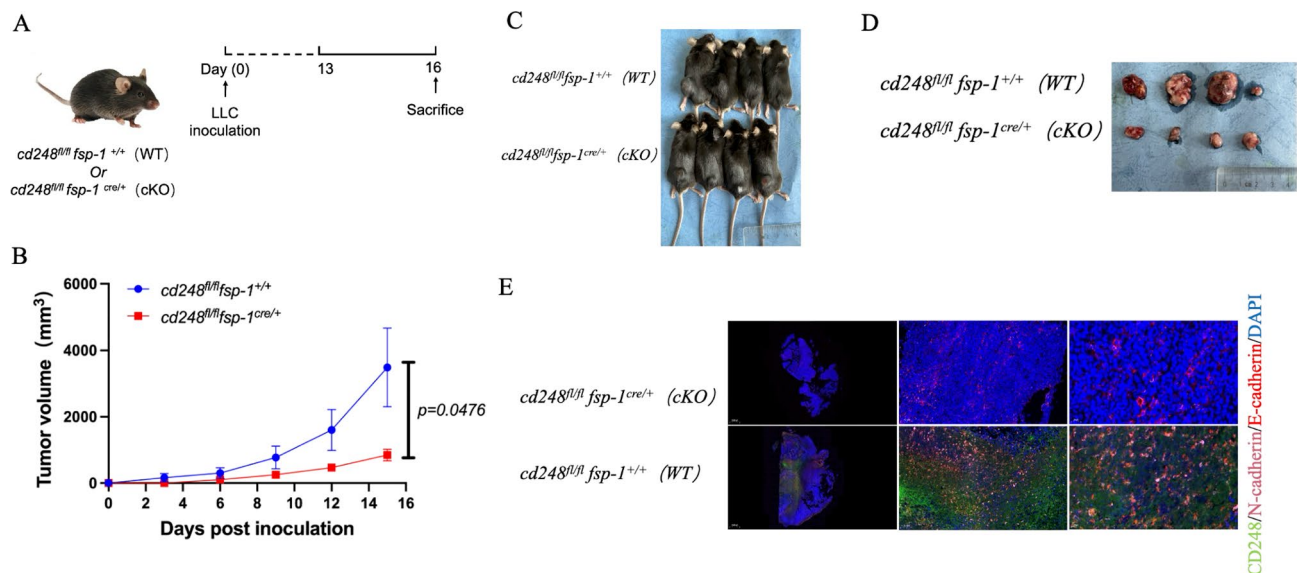 A
Day (0)
13
16
LLC
inoculation
Sacrifice
cd248fl/fl fsp-1 +/+ (WT)
Or
cd248fl/fl fsp-1 cre/+ (cKO)
B
Tumor volume (mm3)
6000
4000
2000
0
cd248fl/flfsp-1+/+
cd248fl/flfsp-1cre/+
p=0.0476
0 2 4 6 8 10 12 14 16
Days post inoculation
C
cd248fl/flfsp-1+/+ (WT)
cd248fl/flfsp-1cre/+ (cKO)
D
cd248fl/fl fsp-1+/+ (WT)
cd248fl/fl fsp-1cre/+ (cKO)
E
cd248fl/fl fsp-1cre/+ (cKO)
cd248fl/fl fsp-1+/+ (WT)
CD248/N-cadherin/E-cadherin/DAPI